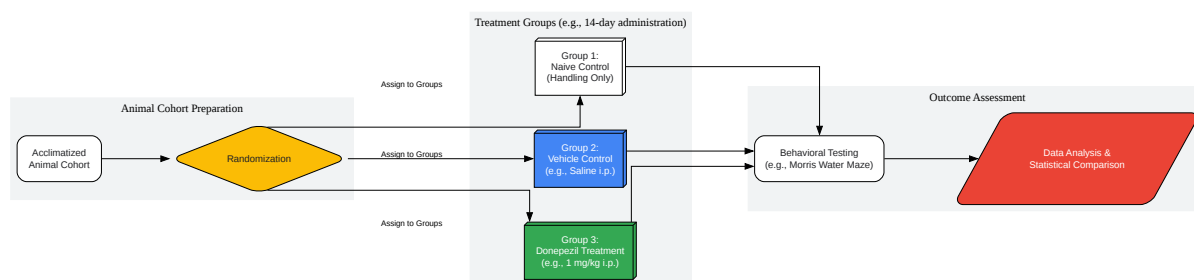 Treatment Groups (e.g., 14-day administration)
Group 1:
Naive Control
(Handling Only)
Assign to Groups
Animal Cohort Preparation
Outcome Assessment
Acclimatized
Animal Cohort
Randomization
Assign to Groups
Group 2:
Vehicle Control
(e.g., Saline i.p.)
Behavioral Testing
(e.g., Morris Water Maze)
Data Analysis &
Statistical Comparison
Assign to Groups
Group 3:
Donepezil Treatment
(e.g., 1 mg/kg i.p.)